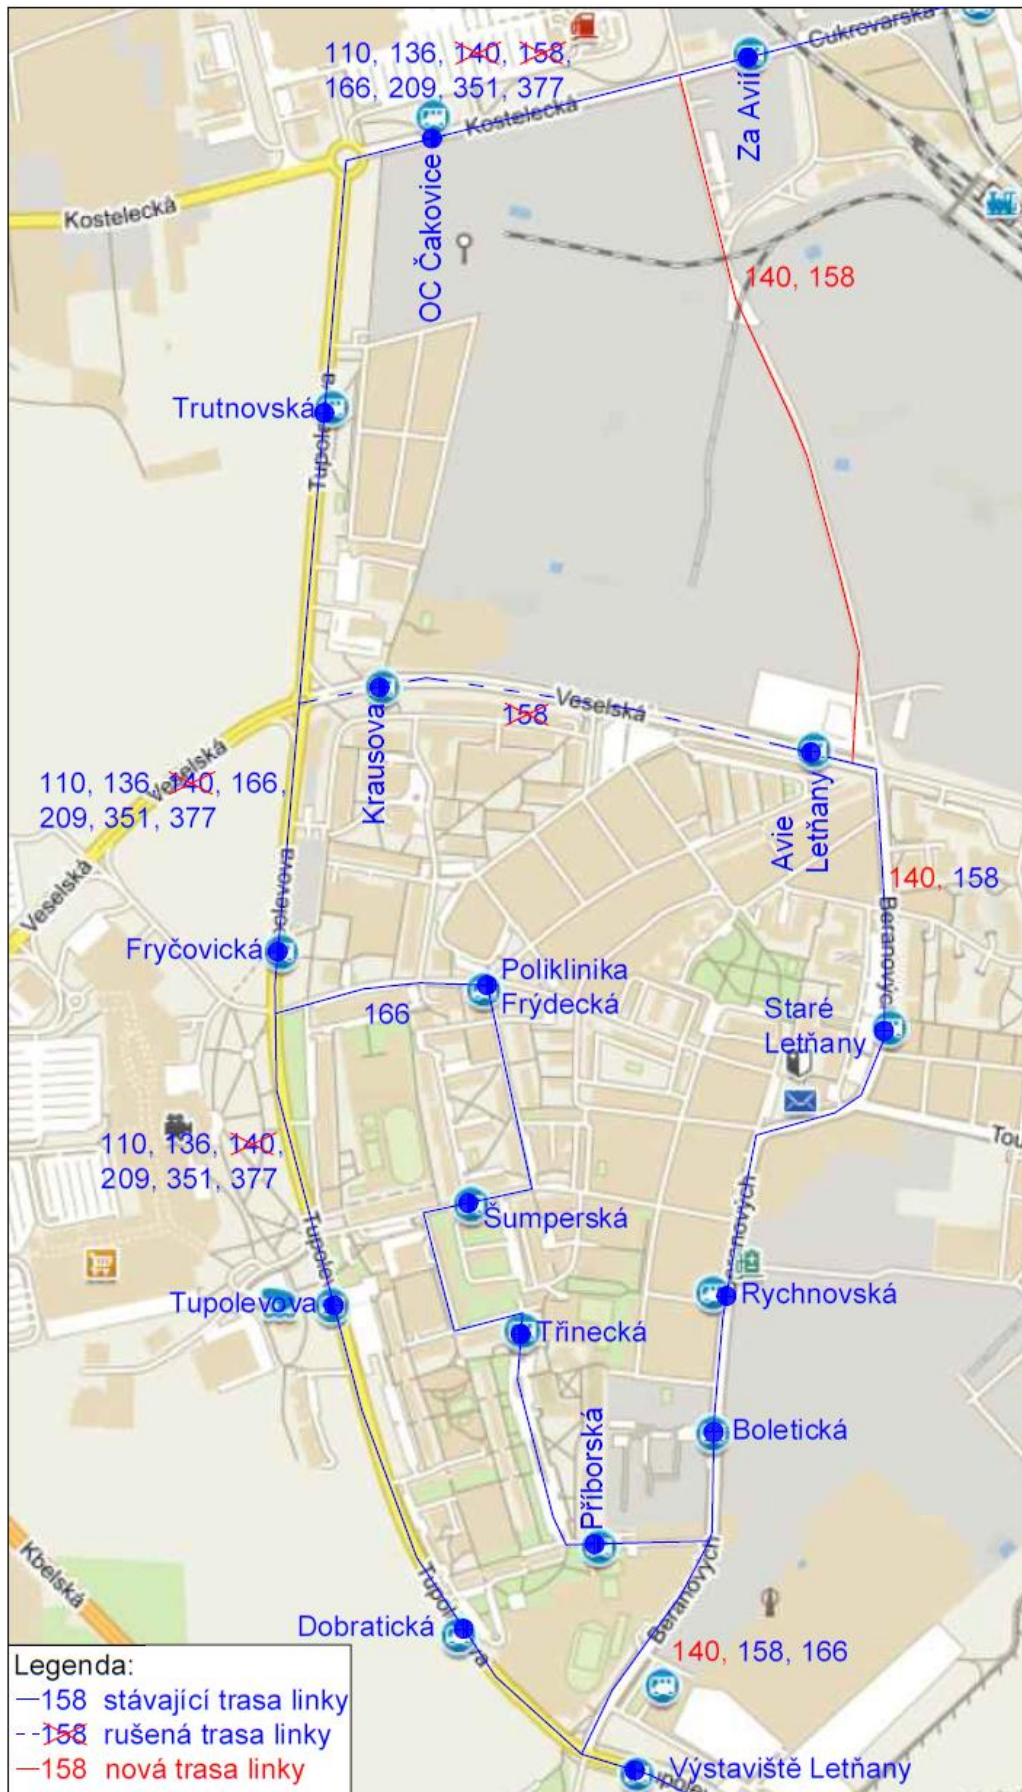 Cukrovarská
110, 136, 140, 158,
166, 209, 351, 377
Kostelecká
Za Avií
Kostelecká
OC Čakovice
140, 158
Trutnovská
Krausova
158
Veselská
Veselská
110, 136, 140, 166,
209, 351, 377
Avie
Letňany
140, 158
Veselská
Beranových
Fryčovická
Poliklinika
Frýdecká
166
Staré
Letňany
110, 136, 140,
209, 351, 377
Šumperská
Tupolevova
Rychnovská
Třinecká
Boletická
Příborská
Kbelská
Beranových
Dobratická
140, 158, 166
Legenda:
158 stávající trasa linky
158 rušená trasa linky
158 nová trasa linky
Výstaviště Letňany